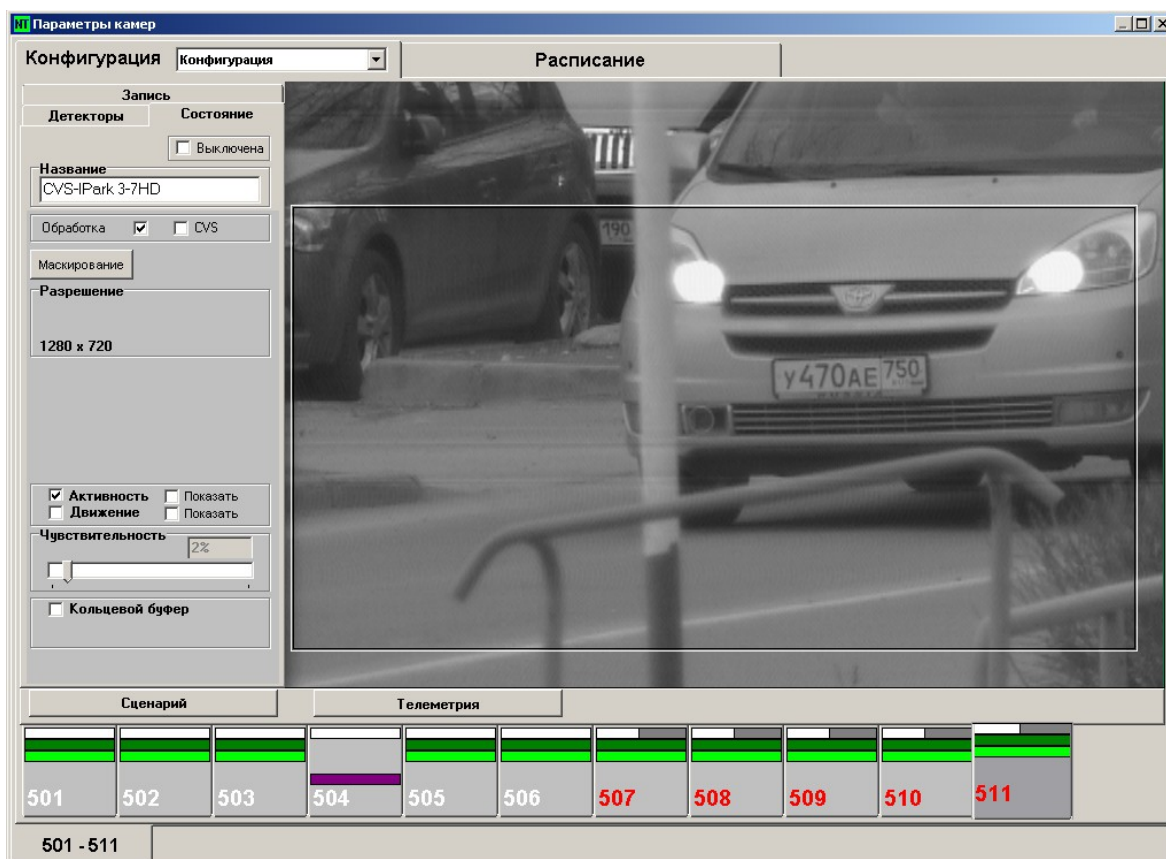 NT Параметры камер
Конфигурация Конфигурация Расписание
Запись
Детекторы Состояние
Выключена
Название
CVS-IPark 3-7HD
Обработка CVS
Маскирование
Разрешение
1280 x 720
190
У470АЕ 750
Активность Показать
Движение Показать
Чувствительность
2%
Кольцевой буфер
Сценарий Телеметрия
501 502 503 504 505 506 507 508 509 510 511
501 - 511